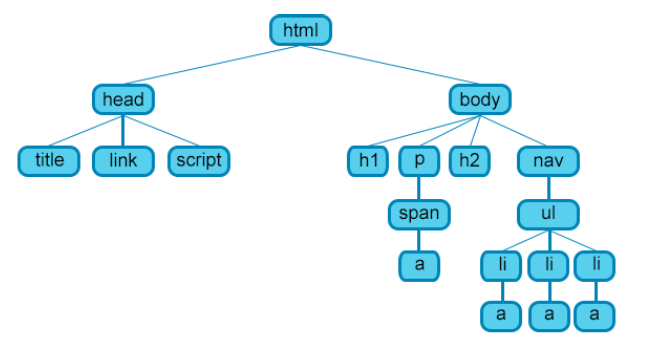 html
head body
title link script h1 p h2 nav
span ul
a li li li
a a a